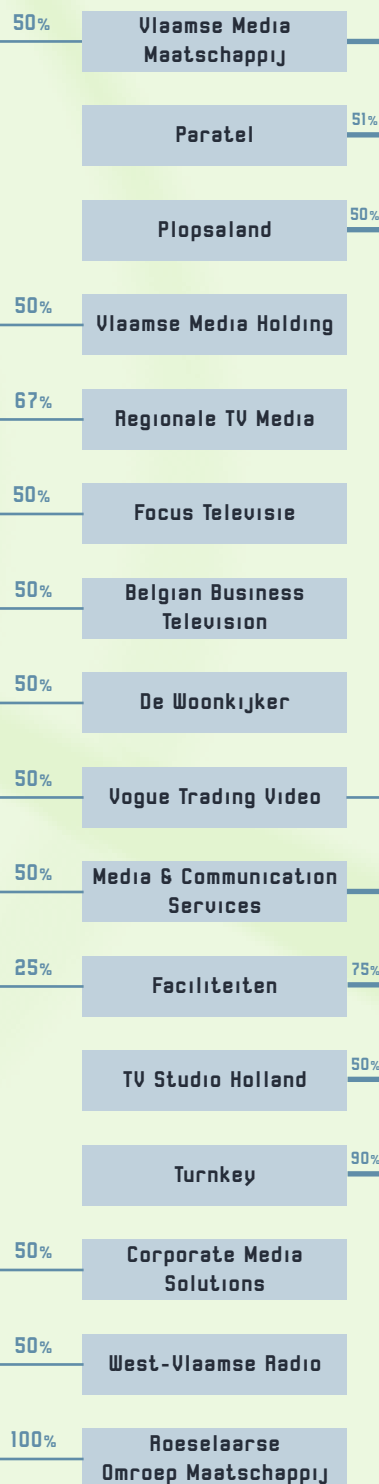 50%
Vlaamse Media
Maatschappij
Paratel
51%
Plopsaland
50%
50%
Vlaamse Media Holding
67%
Regionale TV Media
50%
Focus Televisie
50%
Belgian Business
Television
50%
De Woonkijker
50%
Vogue Trading Video
50%
Media & Communication
Services
25%
Faciliteiten
75%
TV Studio Holland
50%
Turnkey
90%
50%
Corporate Media
Solutions
50%
West-Vlaamse Radio
100%
Roeselaarse
Omroep Maatschappij